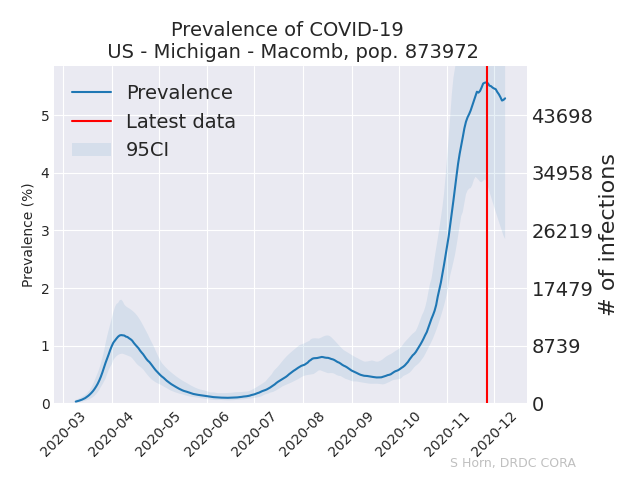 Prevalence of COVID-19
US - Michigan - Macomb, pop. 873972
Prevalence
Latest data
95CI
Prevalence (%)
5
4
3
2
1
0
43698
34958
26219
17479
8739
0
# of infections
2020-03
2020-04
2020-05
2020-06
2020-07
2020-08
2020-09
2020-10
2020-11
2020-12
S Horn, DRDC CORA